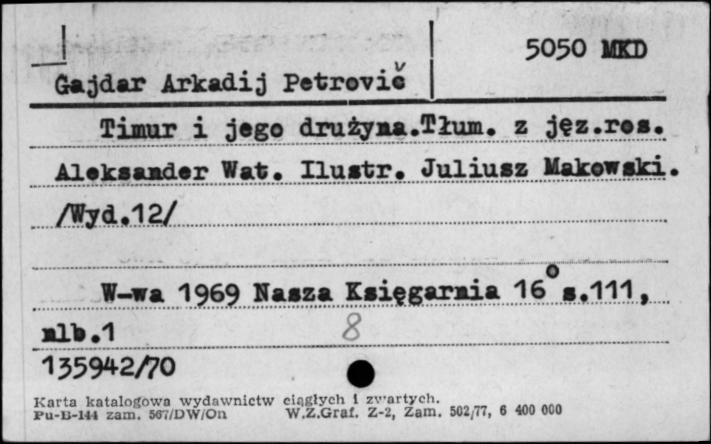 5050 MKD
Gajdar Arkadij Petrovič
Timur i jego drużyna.Tłum. z jęz.ros.
Aleksander Wat. Ilustr. Juliusz Makowski.
/Wyd.12/
W-wa 1969 Nasza Księgarnia 16° s.111,
nlb.1
8
135942/70
Karta katalogowa wydawnictw ciągłych i zwartych.
Pu-B-144 zam. 567/DW/On W.Z.Graf. Z-2, Zam. 502/77, 6 400 000